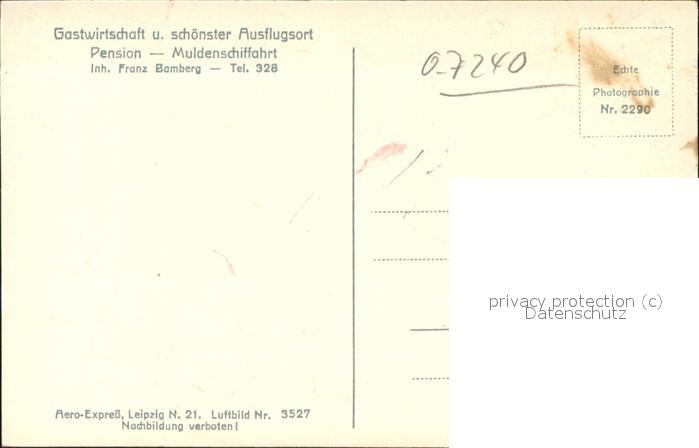 Gastwirtschaft u. schönster Ausflugsort
Pension — Muldenschiffahrt
Inh. Franz Bamberg — Tel. 328
O-7240
Echte
Photographie
Nr. 2290
privacy protection (c)
Datenschutz
Aero-Expreß, Leipzig N. 21. Luftbild Nr. 3527
Nachbildung verboten!